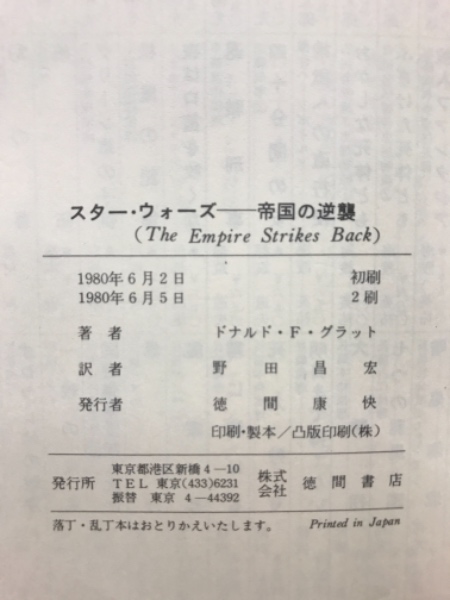 スター・ウォーズ──帝国の逆襲
(The Empire Strikes Back)
1980年6月2日 初刷
1980年6月5日 2刷
著者 ドナルド・F・グラット
訳者 野田昌宏
発行者 徳間康快
印刷・製本/凸版印刷(株)
発行所 東京都港区新橋4—10 TEL 東京(433)6231 振替 東京 4—44392 株式会社 徳間書店
落丁・乱丁本はおとりかえいたします。 Printed in Japan